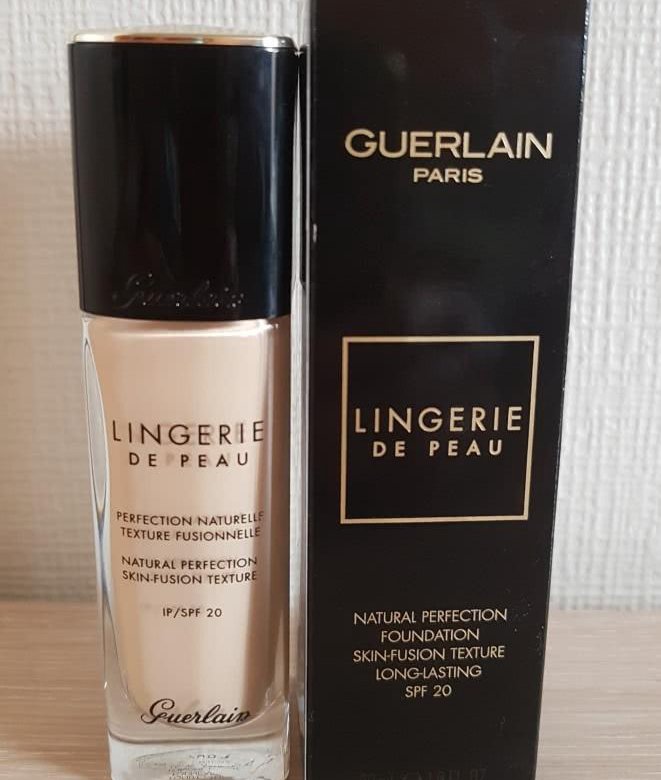 Guerlain
LINGERIE
DE PEAU
PERFECTION NATURELLE
TEXTURE FUSIONNELLE
NATURAL PERFECTION
SKIN-FUSION TEXTURE
IP/SPF 20
Guerlain
GUERLAIN
PARIS
LINGERIE
DE PEAU
NATURAL PERFECTION
FOUNDATION
SKIN-FUSION TEXTURE
LONG-LASTING
SPF 20